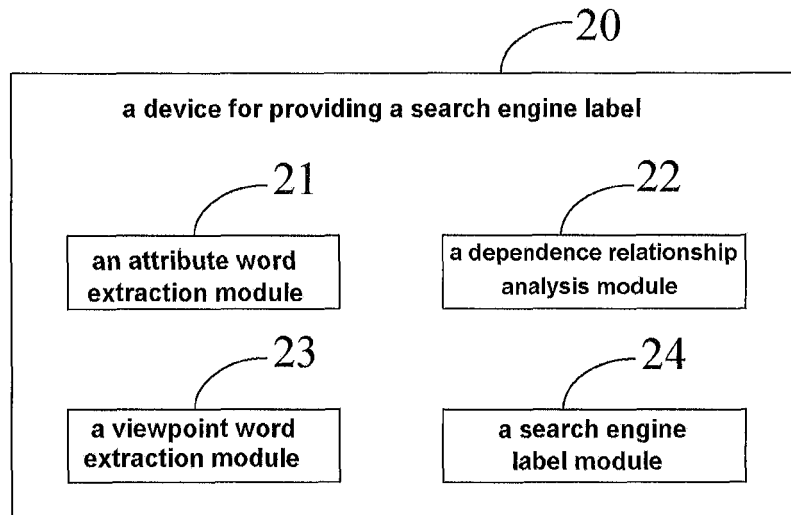 20
a device for providing a search engine label
21
22
an attribute word
extraction module
a dependence relationship
analysis module
23
24
a viewpoint word
extraction module
a search engine
label module